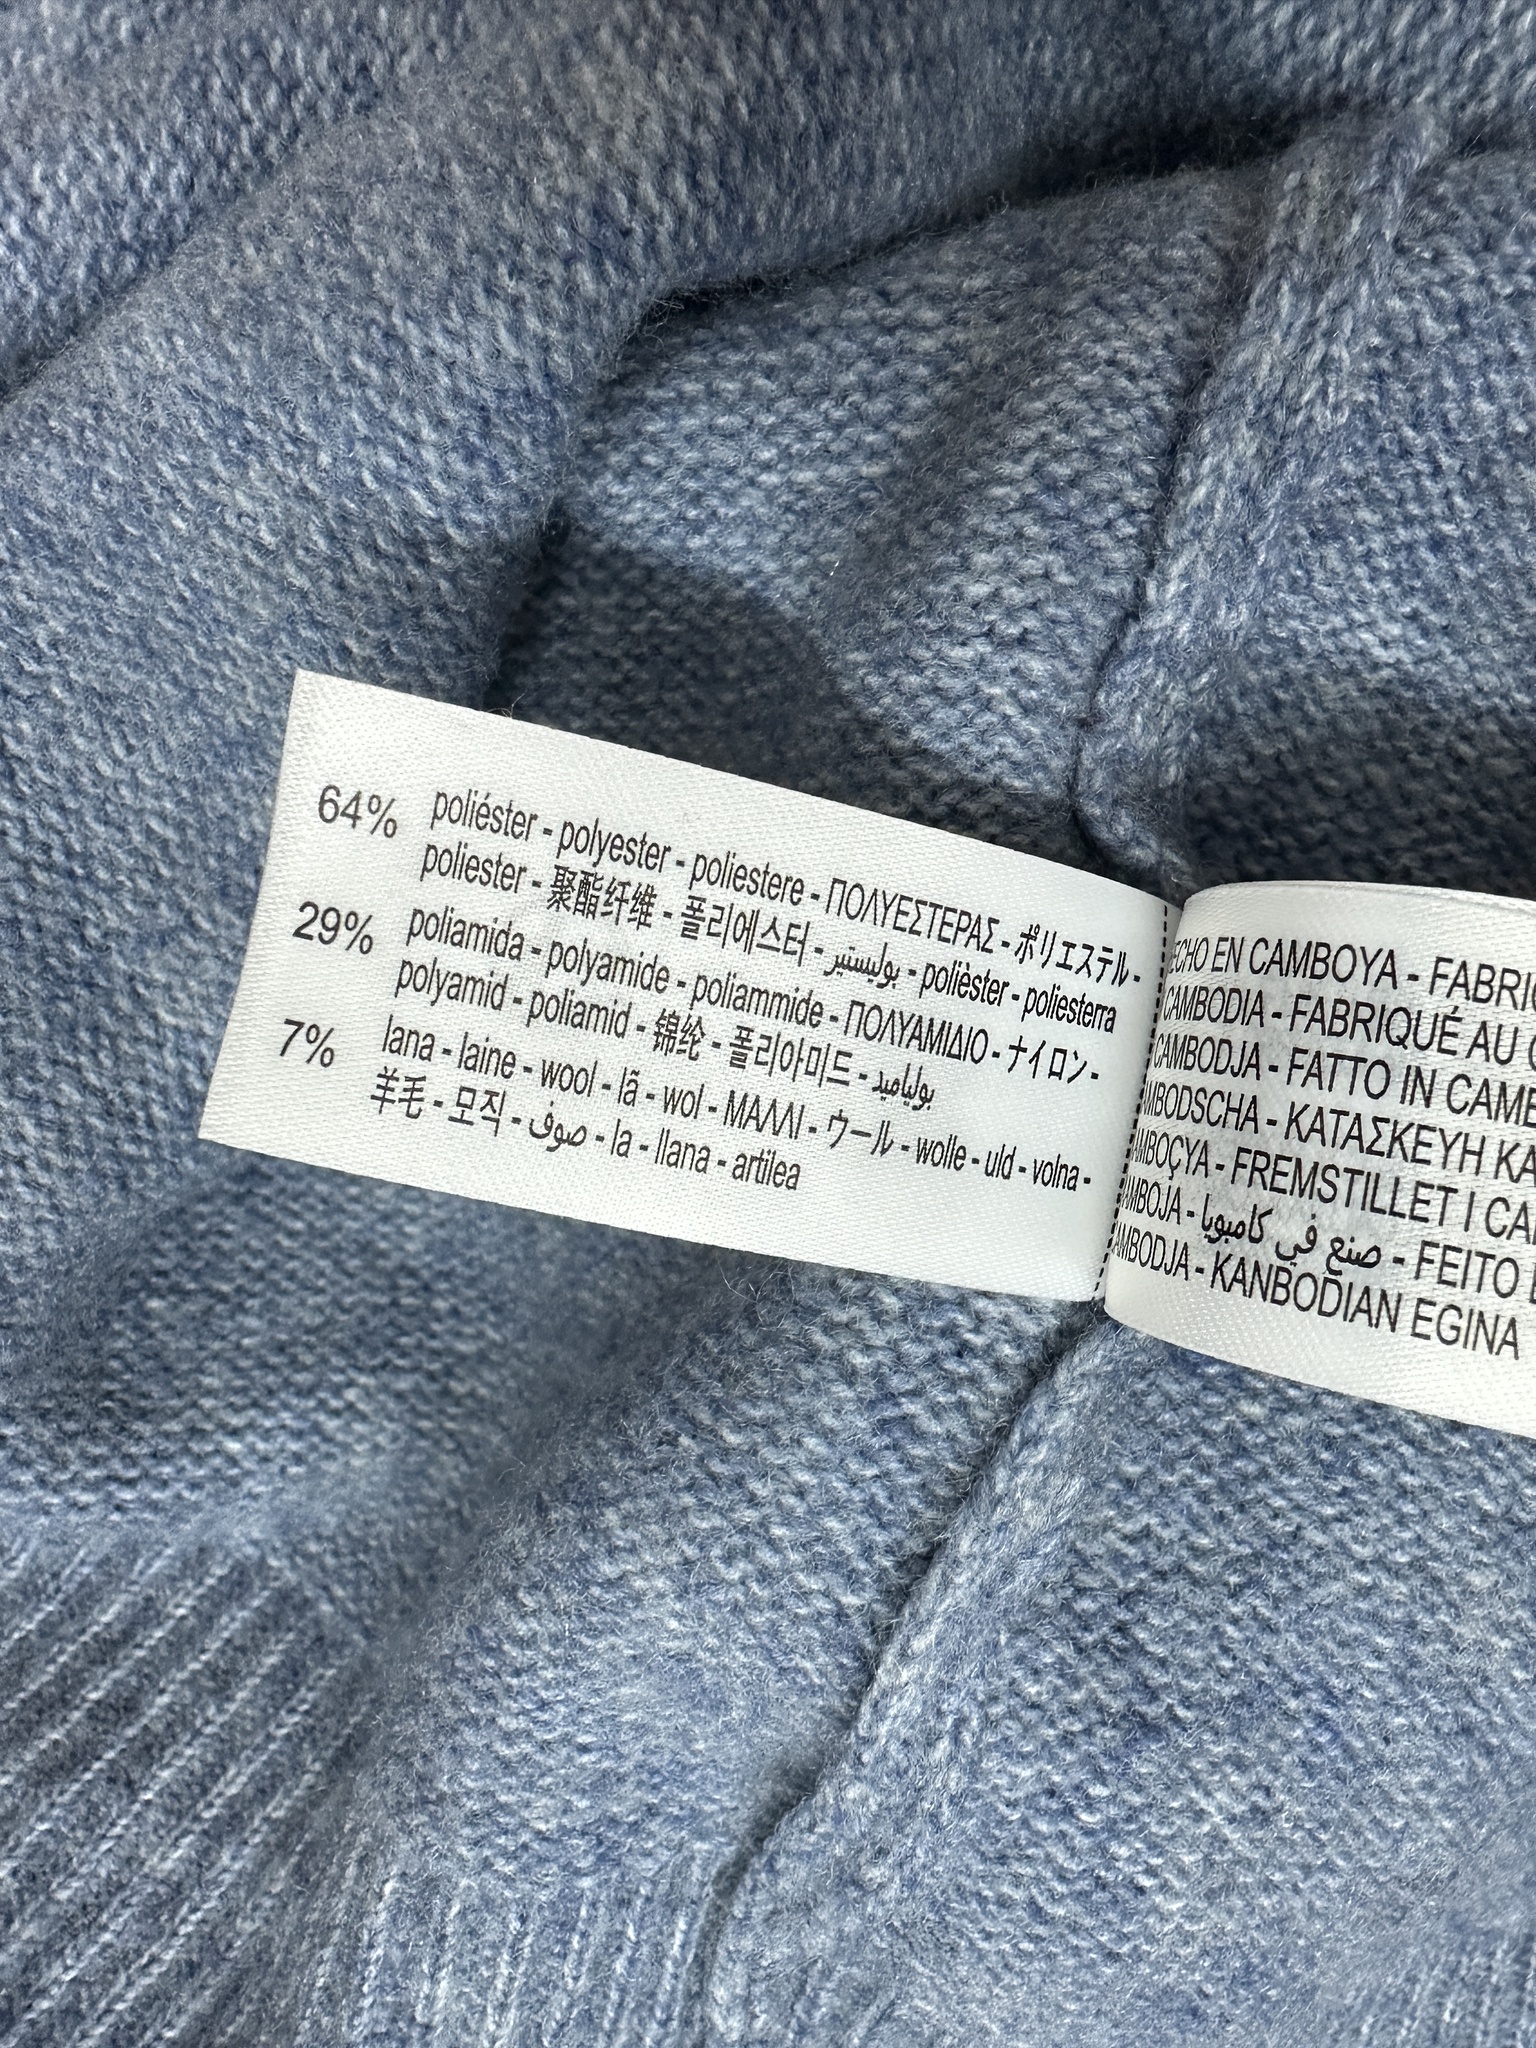 64% poliéster - polyester - poliestere - ΠΟΛΥΕΣΤΕΡΑΣ - ポリエステル -
poliester - 聚酯纤维 - 폴리에스터 - بوليستير - polièster - poliesterra
29% poliamida - polyamide - poliammide - ΠΟΛΥΑΜΙΔΙΟ - ナイロン -
polyamid - poliamid - 锦纶 - 폴리아미드 - بولياميد
7% lana - laine - wool - lã - wol - ΜΑΛΛΙ - ウール - wolle - uld - volna -
羊毛 - 모직 - صوف - la - llana - artilea
ECHO EN CAMBOYA - FABRI
CAMBODIA - FABRIQUÉ AU
CAMBODJA - FATTO IN CAMB
AMBODSCHA - ΚΑΤΑΣΚΕΥΗ ΚΑ
AMBOÇYA - FREMSTILLET I CA
AMBOJA - صنع في كامبويا - FEITO
AMBODJA - KANBODIAN EGINA